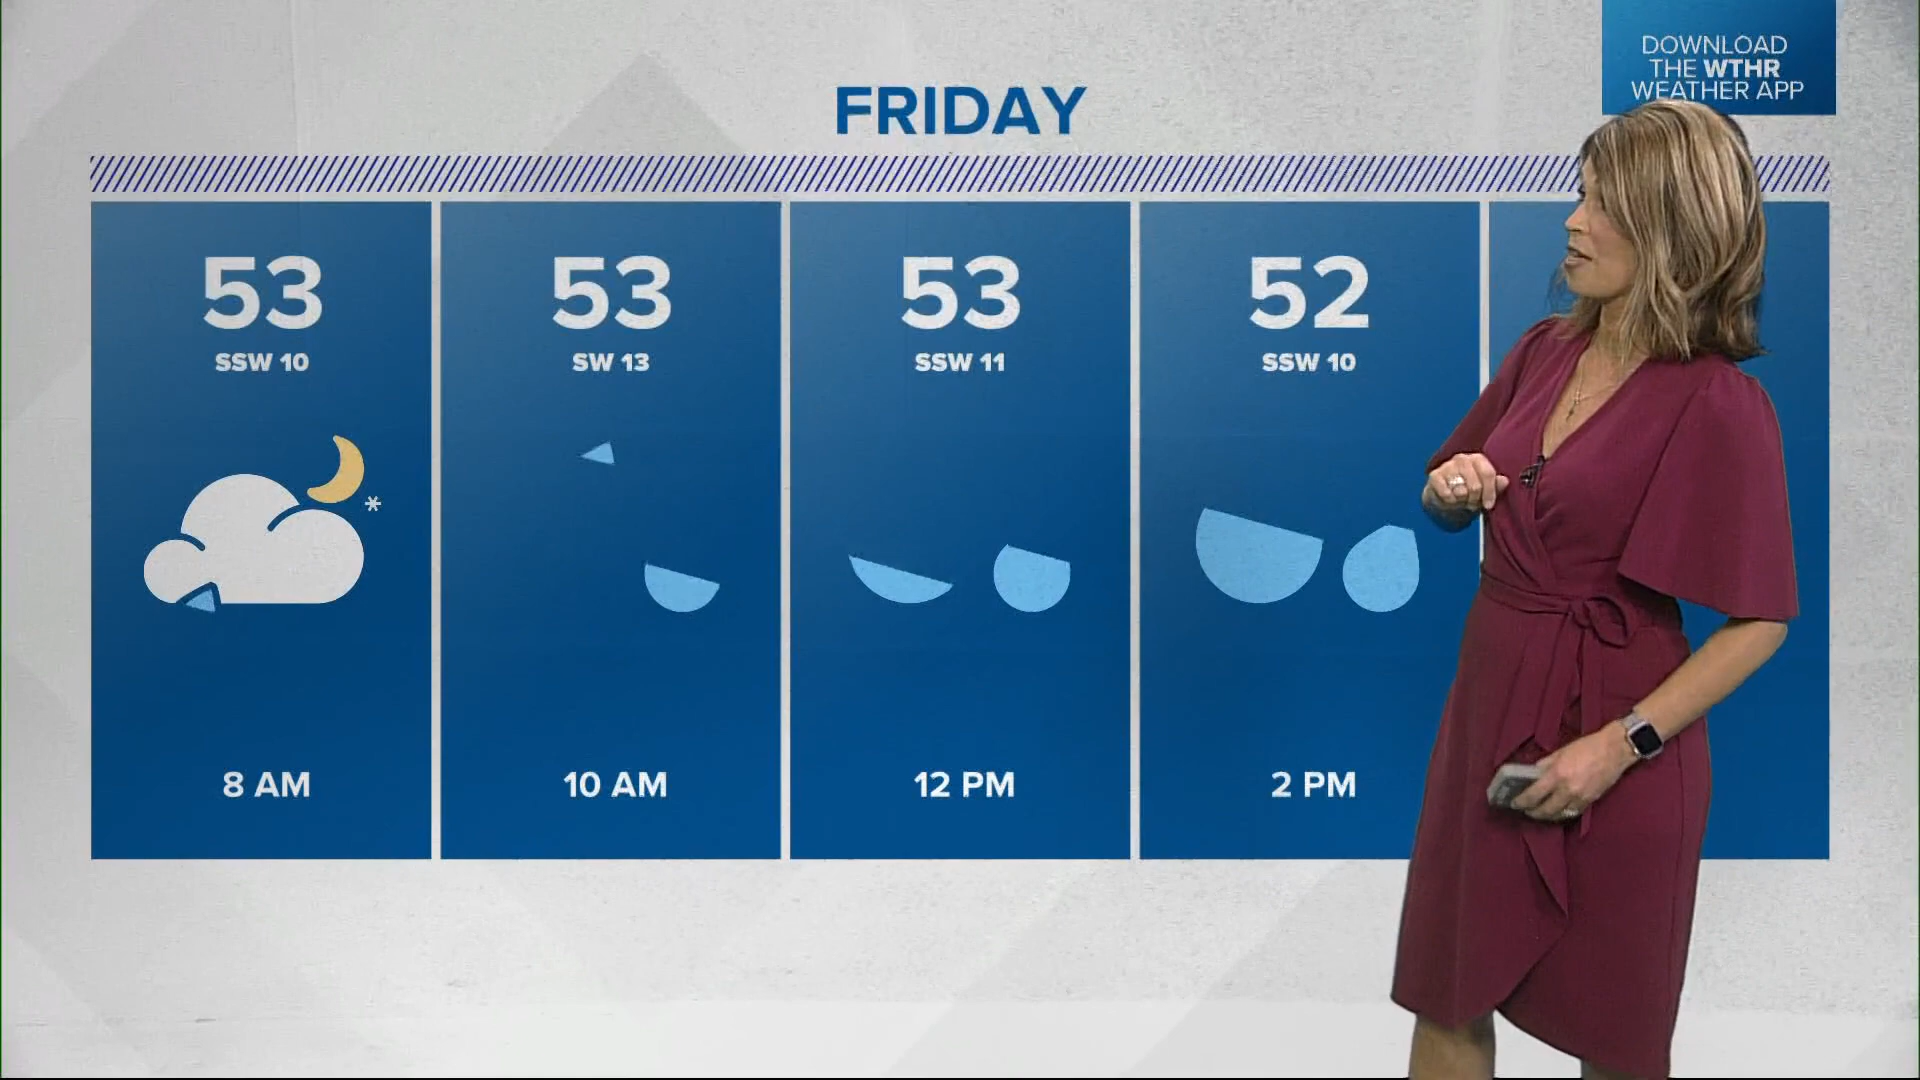 DOWNLOAD
THE WTHR
WEATHER APP
FRIDAY
53
SSW 10
8 AM
53
SW 13
10 AM
53
SSW 11
12 PM
52
SSW 10
2 PM